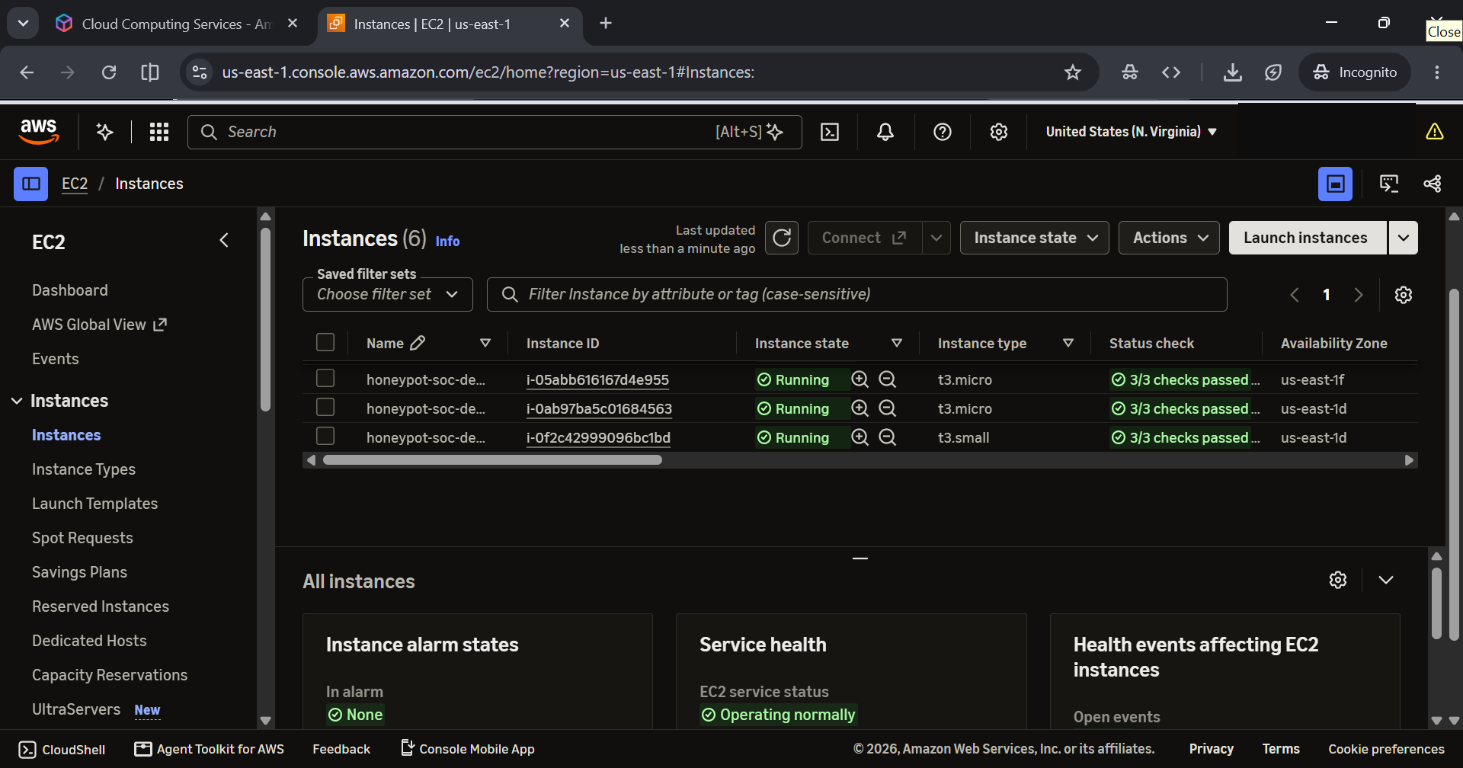 Cloud Computing Services - Am
Instances | EC2 | us-east-1
Close
us-east-1.console.aws.amazon.com/ec2/home?region=us-east-1#Instances:
Incognito
aws
Search
[Alt+S]
United States (N. Virginia)
EC2 / Instances
EC2
Dashboard
AWS Global View
Events
Instances
Instances
Instance Types
Launch Templates
Spot Requests
Savings Plans
Reserved Instances
Dedicated Hosts
Capacity Reservations
UltraServers New
Instances (6) Info
Last updated
less than a minute ago
Connect
Instance state
Actions
Launch instances
Saved filter sets
Choose filter set
Filter Instance by attribute or tag (case-sensitive)
1
Name Instance ID Instance state Instance type Status check Availability Zone
honeypot-soc-de... i-05abb616167d4e955 Running t3.micro 3/3 checks passed ... us-east-1f
honeypot-soc-de... i-0ab97ba5c01684563 Running t3.micro 3/3 checks passed ... us-east-1d
honeypot-soc-de... i-0f2c42999096bc1bd Running t3.small 3/3 checks passed ... us-east-1d
All instances
Instance alarm states
In alarm
None
Service health
EC2 service status
Operating normally
Health events affecting EC2
instances
Open events
CloudShell Agent Toolkit for AWS Feedback Console Mobile App
© 2026, Amazon Web Services, Inc. or its affiliates. Privacy Terms Cookie preferences